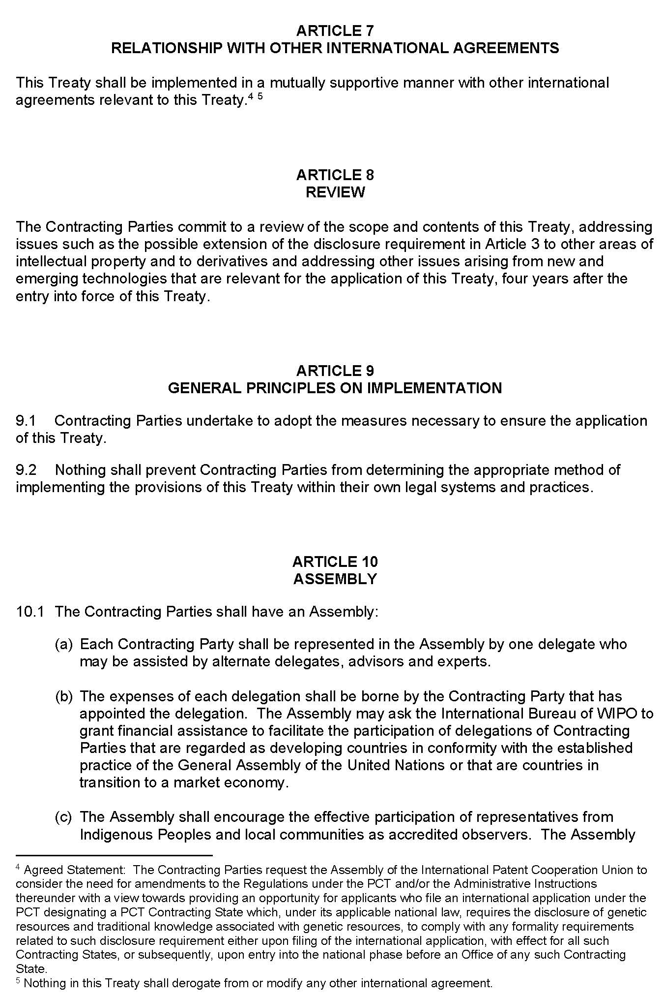 ARTICLE 7
RELATIONSHIP WITH OTHER INTERNATIONAL AGREEMENTS
This Treaty shall be implemented in a mutually supportive manner with other international
agreements relevant to this Treaty.4 5
ARTICLE 8
REVIEW
The Contracting Parties commit to a review of the scope and contents of this Treaty, addressing
issues such as the possible extension of the disclosure requirement in Article 3 to other areas of
intellectual property and to derivatives and addressing other issues arising from new and
emerging technologies that are relevant for the application of this Treaty, four years after the
entry into force of this Treaty.
ARTICLE 9
GENERAL PRINCIPLES ON IMPLEMENTATION
9.1 Contracting Parties undertake to adopt the measures necessary to ensure the application
of this Treaty.
9.2 Nothing shall prevent Contracting Parties from determining the appropriate method of
implementing the provisions of this Treaty within their own legal systems and practices.
ARTICLE 10
ASSEMBLY
10.1 The Contracting Parties shall have an Assembly:
(a) Each Contracting Party shall be represented in the Assembly by one delegate who
may be assisted by alternate delegates, advisors and experts.
(b) The expenses of each delegation shall be borne by the Contracting Party that has
appointed the delegation. The Assembly may ask the International Bureau of WIPO to
grant financial assistance to facilitate the participation of delegations of Contracting
Parties that are regarded as developing countries in conformity with the established
practice of the General Assembly of the United Nations or that are countries in
transition to a market economy.
(c) The Assembly shall encourage the effective participation of representatives from
Indigenous Peoples and local communities as accredited observers. The Assembly
4 Agreed Statement: The Contracting Parties request the Assembly of the International Patent Cooperation Union to
consider the need for amendments to the Regulations under the PCT and/or the Administrative Instructions
thereunder with a view towards providing an opportunity for applicants who file an international application under the
PCT designating a PCT Contracting State which, under its applicable national law, requires the disclosure of genetic
resources and traditional knowledge associated with genetic resources, to comply with any formality requirements
related to such disclosure requirement either upon filing of the international application, with effect for all such
Contracting States, or subsequently, upon entry into the national phase before an Office of any such Contracting
State.
5 Nothing in this Treaty shall derogate from or modify any other international agreement.